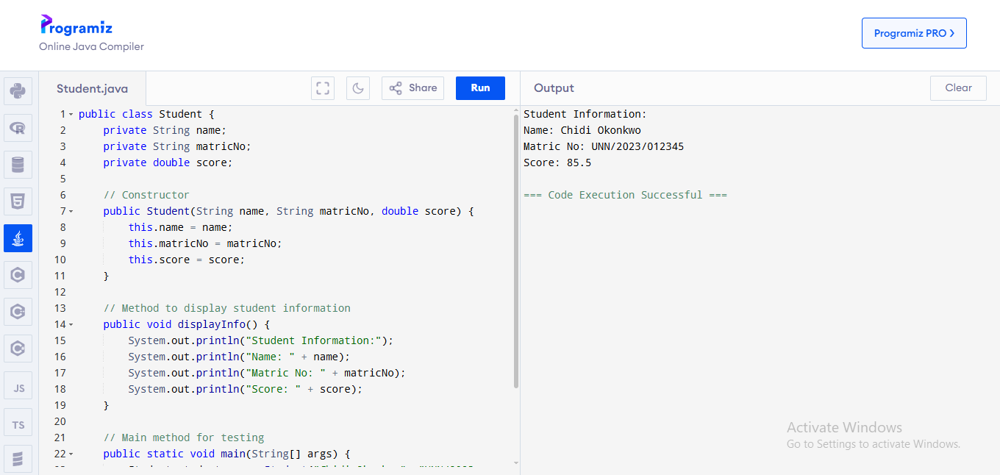 Programiz
Online Java Compiler
Programiz PRO
Student.java
Share
Run
Output
Clear
1 public class Student {
2 private String name;
3 private String matricNo;
4 private double score;
5
6 // Constructor
7 public Student(String name, String matricNo, double score) {
8 this.name = name;
9 this.matricNo = matricNo;
10 this.score = score;
11 }
12
13 // Method to display student information
14 public void displayInfo() {
15 System.out.println("Student Information:");
16 System.out.println("Name: " + name);
17 System.out.println("Matric No: " + matricNo);
18 System.out.println("Score: " + score);
19 }
20
21 // Main method for testing
22 public static void main(String[] args) {
JS
TS
Student Information:
Name: Chidi Okonkwo
Matric No: UNN/2023/012345
Score: 85.5
=== Code Execution Successful ===
Activate Windows
Go to Settings to activate Windows.